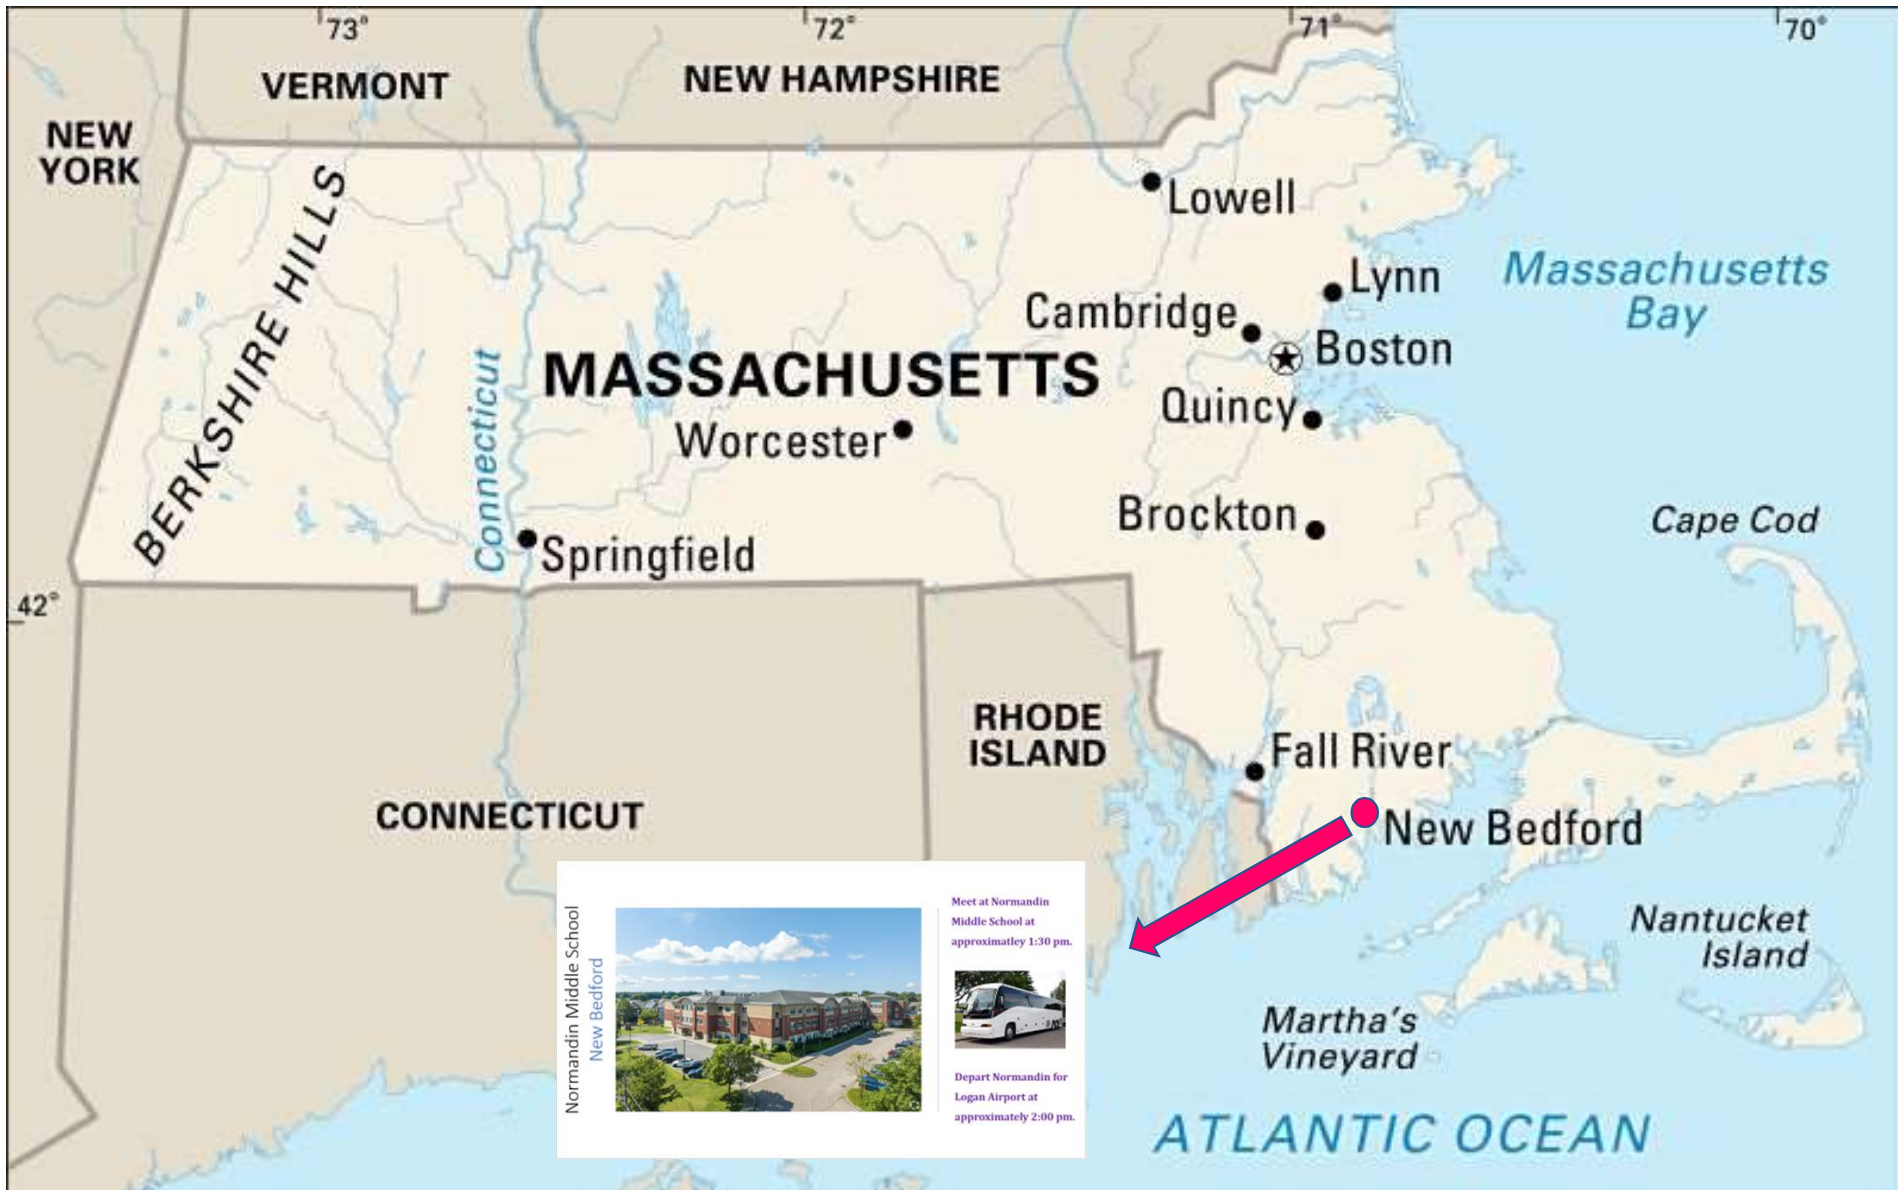 73°
72°
71°
70°
VERMONT
NEW HAMPSHIRE
NEW
YORK
BERKSHIRE HILLS
Lowell
Lynn
Massachusetts
Bay
Cambridge
Boston
MASSACHUSETTS
Connecticut
Quincy
Worcester
Brockton
Cape Cod
Springfield
42°
RHODE
ISLAND
Fall River
CONNECTICUT
New Bedford
Nantucket
Island
Martha's
Vineyard
ATLANTIC OCEAN
Normandin Middle School
New Bedford
Meet at Normandin
Middle School at
approximatley 1:30 pm.
Depart Normandin for
Logan Airport at
approximately 2:00 pm.